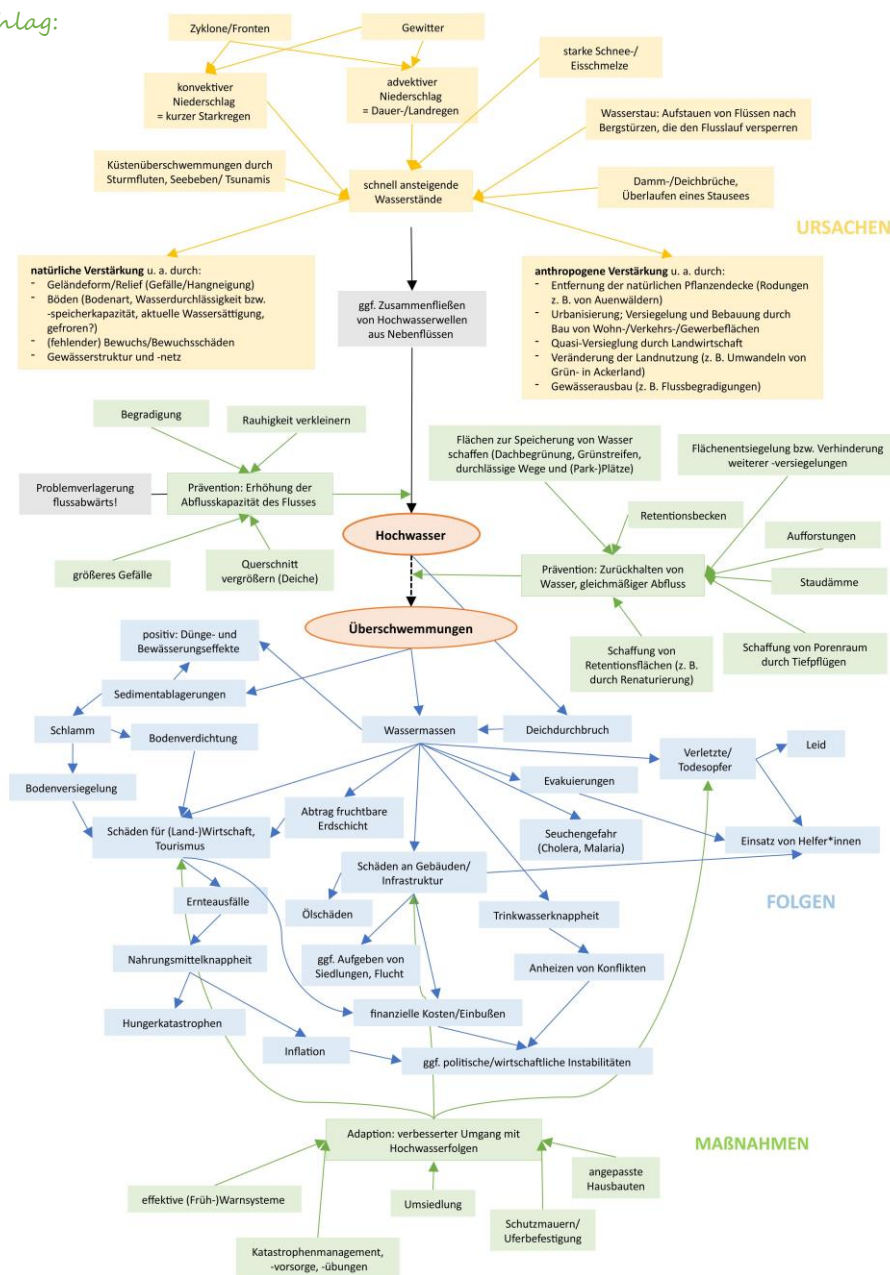 Zyklone/Fronten
Gewitter
starke Schnee-/
Eisschmelze
konvektiver
Niederschlag
= kurzer Starkregen
advektiver
Niederschlag
= Dauer-/Landregen
Wasserstau: Aufstauen von Flüssen nach
Bergstürzen, die den Flusslauf versperren
Küstenüberschwemmungen durch
Sturmfluten, Seebeben/ Tsunamis
schnell ansteigende
Wasserstände
Damm-/Deichbrüche,
Überlaufen eines Stausees
URSACHEN
natürliche Verstärkung u. a. durch:
- Geländeform/Relief (Gefälle/Hangneigung)
- Böden (Bodenart, Wasserdurchlässigkeit bzw.
-speicherkapazität, aktuelle Wassersättigung,
gefroren?)
- (fehlender) Bewuchs/Bewuchsschäden
- Gewässerstruktur und -netz
ggf. Zusammenfließen
von Hochwasserwellen
aus Nebenflüssen
anthropogene Verstärkung u. a. durch:
- Entfernung der natürlichen Pflanzendecke (Rodungen
z. B. von Auenwäldern)
- Urbanisierung; Versiegelung und Bebauung durch
Bau von Wohn-/Verkehrs-/Gewerbeflächen
- Quasi-Versieglung durch Landwirtschaft
- Veränderung der Landnutzung (z. B. Umwandeln von
Grün- in Ackerland)
- Gewässerausbau (z. B. Flussbegradigungen)
Begradigung
Rauhigkeit verkleinern
Flächen zur Speicherung von Wasser
schaffen (Dachbegrünung, Grünstreifen,
durchlässige Wege und (Park-)Plätze)
Flächenentsiegelung bzw. Verhinderung
weiterer -versiegelungen
Problemverlagerung
flussabwärts!
Prävention: Erhöhung der
Abflusskapazität des Flusses
Retentionsbecken
Aufforstungen
Hochwasser
größeres Gefälle
Querschnitt
vergrößern (Deiche)
Prävention: Zurückhalten von
Wasser, gleichmäßiger Abfluss
Staudämme
Überschwemmungen
positiv: Dünge- und
Bewässerungseffekte
Schaffung von
Retentionsflächen (z. B.
durch Renaturierung)
Schaffung von Porenraum
durch Tiefpflügen
Sedimentablagerungen
Schlamm
Bodenverdichtung
Wassermassen
Deichdurchbruch
Verletzte/
Todesopfer
Leid
Bodenversiegelung
Evakuierungen
Abtrag fruchtbare
Erdschicht
Schäden für (Land-)Wirtschaft,
Tourismus
Seuchengefahr
(Cholera, Malaria)
Einsatz von Helfer*innen
Schäden an Gebäuden/
Infrastruktur
FOLGEN
Ernteausfälle
Ölschäden
Trinkwasserknappheit
Nahrungsmittelknappheit
ggf. Aufgeben von
Siedlungen, Flucht
Anheizen von Konflikten
Hungerkatastrophen
finanzielle Kosten/Einbußen
Inflation
ggf. politische/wirtschaftliche Instabilitäten
Adaption: verbesserter Umgang mit
Hochwasserfolgen
MAßNAHMEN
effektive (Früh-)Warnsysteme
Umsiedlung
angepasste
Hausbauten
Schutzmauern/
Uferbefestigung
Katastrophenmanagement,
-vorsorge, -übungen